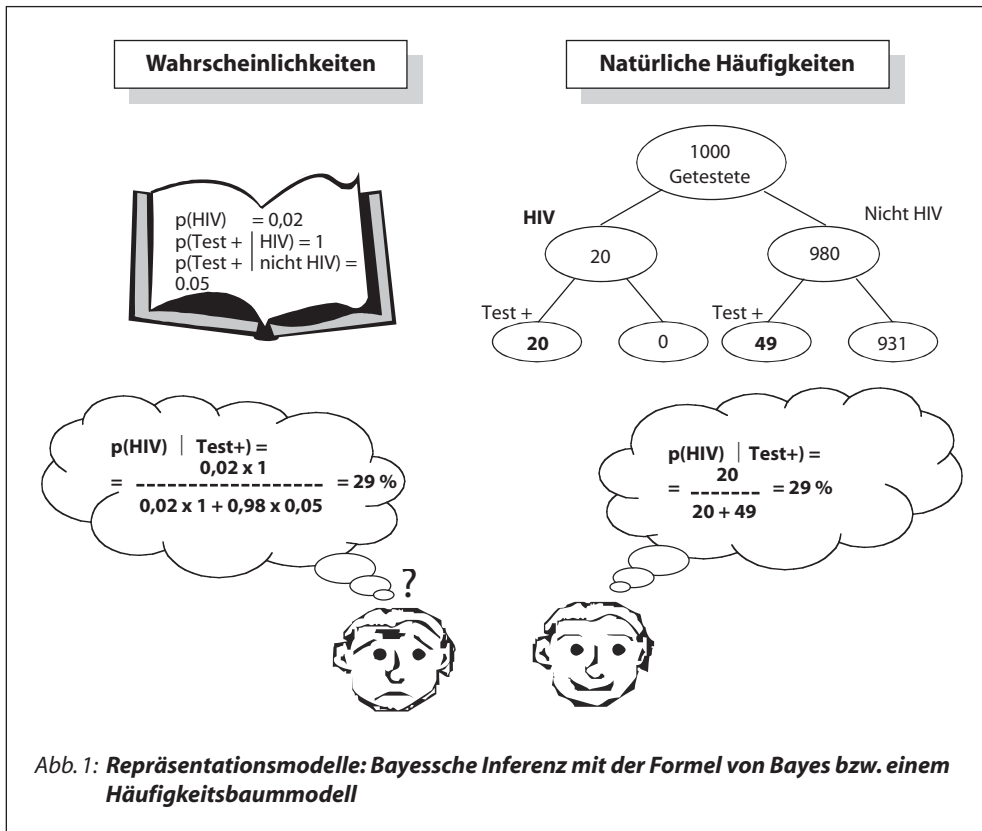 Wahrscheinlichkeiten
p(HIV) = 0,02
p(Test + | HIV) = 1
p(Test + | nicht HIV) =
0.05
p(HIV) | Test+) =
0,02 x 1
= -------------------- = 29 %
0,02 x 1 + 0,98 x 0,05
?
Natürliche Häufigkeiten
1000
Getestete
HIV
Nicht HIV
20
980
Test +
Test +
20
0
49
931
p(HIV) | Test+) =
20
= ------- = 29 %
20 + 49
Abb. 1: Repräsentationsmodelle: Bayessche Inferenz mit der Formel von Bayes bzw. einem
Häufigkeitsbaummodell